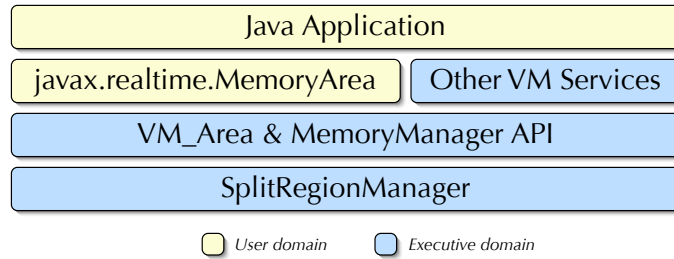 Java Application
javax.realtime.MemoryArea
Other VM Services
VM_Area & MemoryManager API
SplitRegionManager
User domain
Executive domain